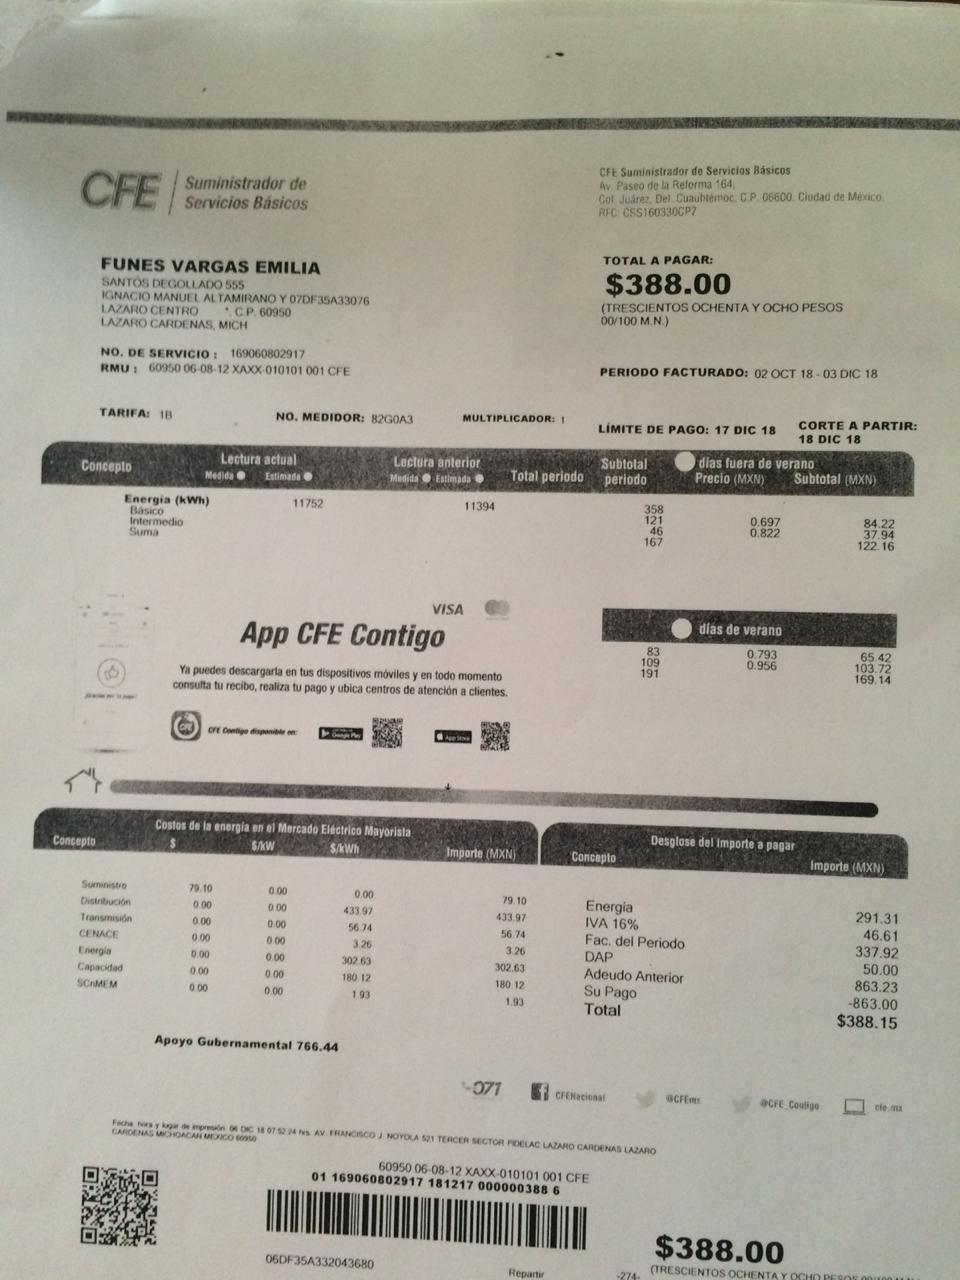 CFE Suministrador de
Servicios Básicos
CFE Suministrador de Servicios Básicos
Av. Paseo de la Reforma 164,
Col. Juárez, Del. Cuauhtémoc, C.P. 06600, Ciudad de México.
RFC: CSS160330CP7
FUNES VARGAS EMILIA
SANTOS DEGOLLADO 555
IGNACIO MANUEL ALTAMIRANO Y 07DF35A33076
LAZARO CENTRO *. C.P. 60950
LAZARO CARDENAS, MICH
TOTAL A PAGAR:
$388.00
(TRESCIENTOS OCHENTA Y OCHO PESOS
00/100 M.N.)
NO. DE SERVICIO : 169060802917
RMU : 60950 06-08-12 XAXX-010101 001 CFE
PERIODO FACTURADO: 02 OCT 18 - 03 DIC 18
TARIFA: 1B NO. MEDIDOR: 82G0A3 MULTIPLICADOR: 1
LÍMITE DE PAGO: 17 DIC 18 CORTE A PARTIR:
18 DIC 18
Concepto Lectura actual Lectura anterior Total periodo Subtotal periodo días fuera de verano
Medida Estimada Medida Estimada Precio (MXN) Subtotal (MXN)
Energía (kWh) 11752 11394 358
Básico 121 0.697 84.22
Intermedio 46 0.822 37.94
Suma 167 122.16
VISA
App CFE Contigo
Ya puedes descargarla en tus dispositivos móviles y en todo momento
consulta tu recibo, realiza tu pago y ubica centros de atención a clientes.
CFE
CFE Contigo disponible en: Google Play App Store
días de verano
83 0.793 65.42
109 0.956 103.72
191 169.14
Costos de la energía en el Mercado Eléctrico Mayorista
Concepto $ $/kW $/kWh Importe (MXN)
Suministro 79.10 0.00 0.00 79.10
Distribución 0.00 0.00 433.97 433.97
Transmisión 0.00 0.00 56.74 56.74
CENACE 0.00 0.00 3.26 3.26
Energía 0.00 0.00 302.63 302.63
Capacidad 0.00 0.00 180.12 180.12
SCnMEM 0.00 0.00 1.93 1.93
Apoyo Gubernamental 766.44
Desglose del importe a pagar
Concepto Importe (MXN)
Energía 291.31
IVA 16% 46.61
Fac. del Periodo 337.92
DAP 50.00
Adeudo Anterior 863.23
Su Pago -863.00
Total $388.15
071 CFENacional @CFEmx @CFE_Contigo cfe.mx
Fecha, hora y lugar de impresión: 06 DIC 18 07:52:24 hrs. AV. FRANCISCO J. NOYOLA 521 TERCER SECTOR FIDELAC LAZARO CARDENAS LAZARO
CARDENAS MICHOACAN MEXICO 60950
60950 06-08-12 XAXX-010101 001 CFE
01 169060802917 181217 000000388 6
06DF35A332043680
Repartir
-274-
$388.00
(TRESCIENTOS OCHENTA Y OCHO PESOS